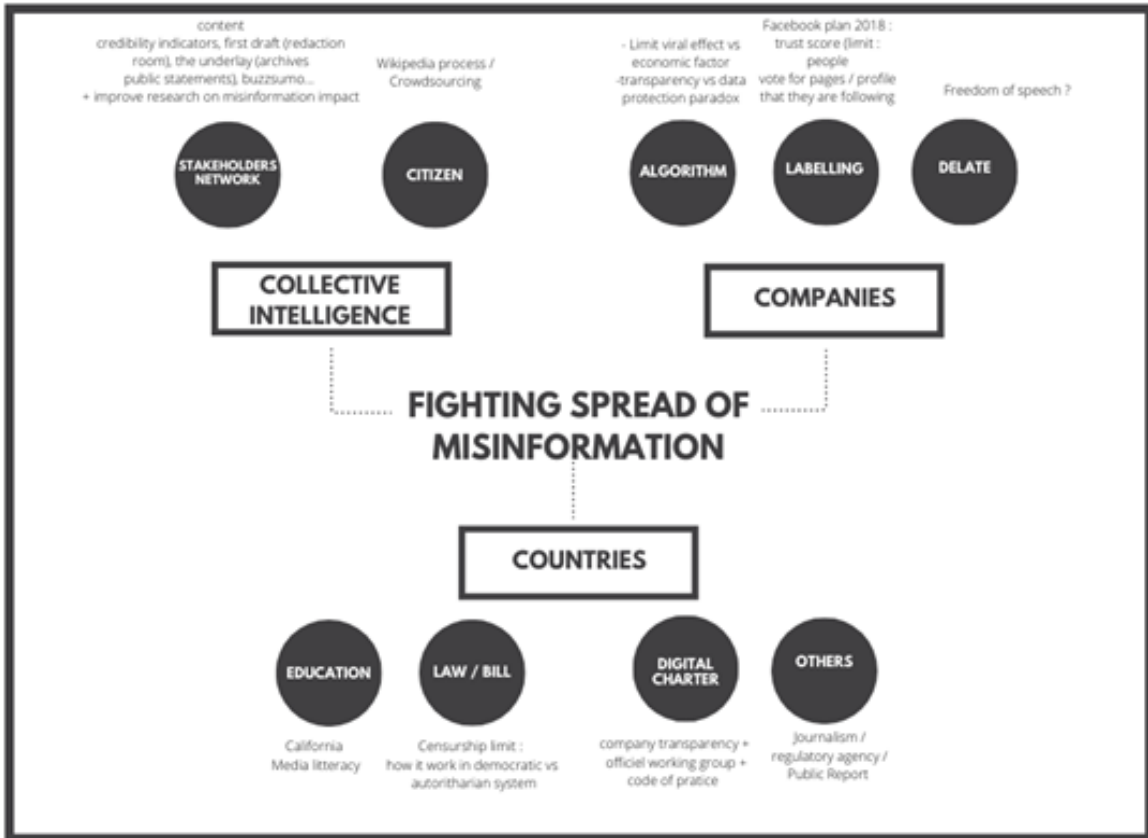 content
credibility indicators, first draft (redaction
room), the underlay (archives
public statements), buzzsumo...
+ improve research on misinformation impact
Wikipedia process /
Crowdsourcing
- Limit viral effect vs
economic factor
-transparency vs data
protection paradox
Facebook plan 2018 :
trust score (limit :
people
vote for pages / profile
that they are following
Freedom of speech ?
STAKEHOLDERS
NETWORK
CITIZEN
ALGORITHM
LABELLING
DELATE
COLLECTIVE
INTELLIGENCE
COMPANIES
FIGHTING SPREAD OF
MISINFORMATION
COUNTRIES
EDUCATION
LAW / BILL
DIGITAL
CHARTER
OTHERS
California
Media litteracy
Censurship limit :
how it work in democratic vs
autoritharian system
company transparency +
officiel working group +
code of pratice
Journalism /
regulatory agency /
Public Report